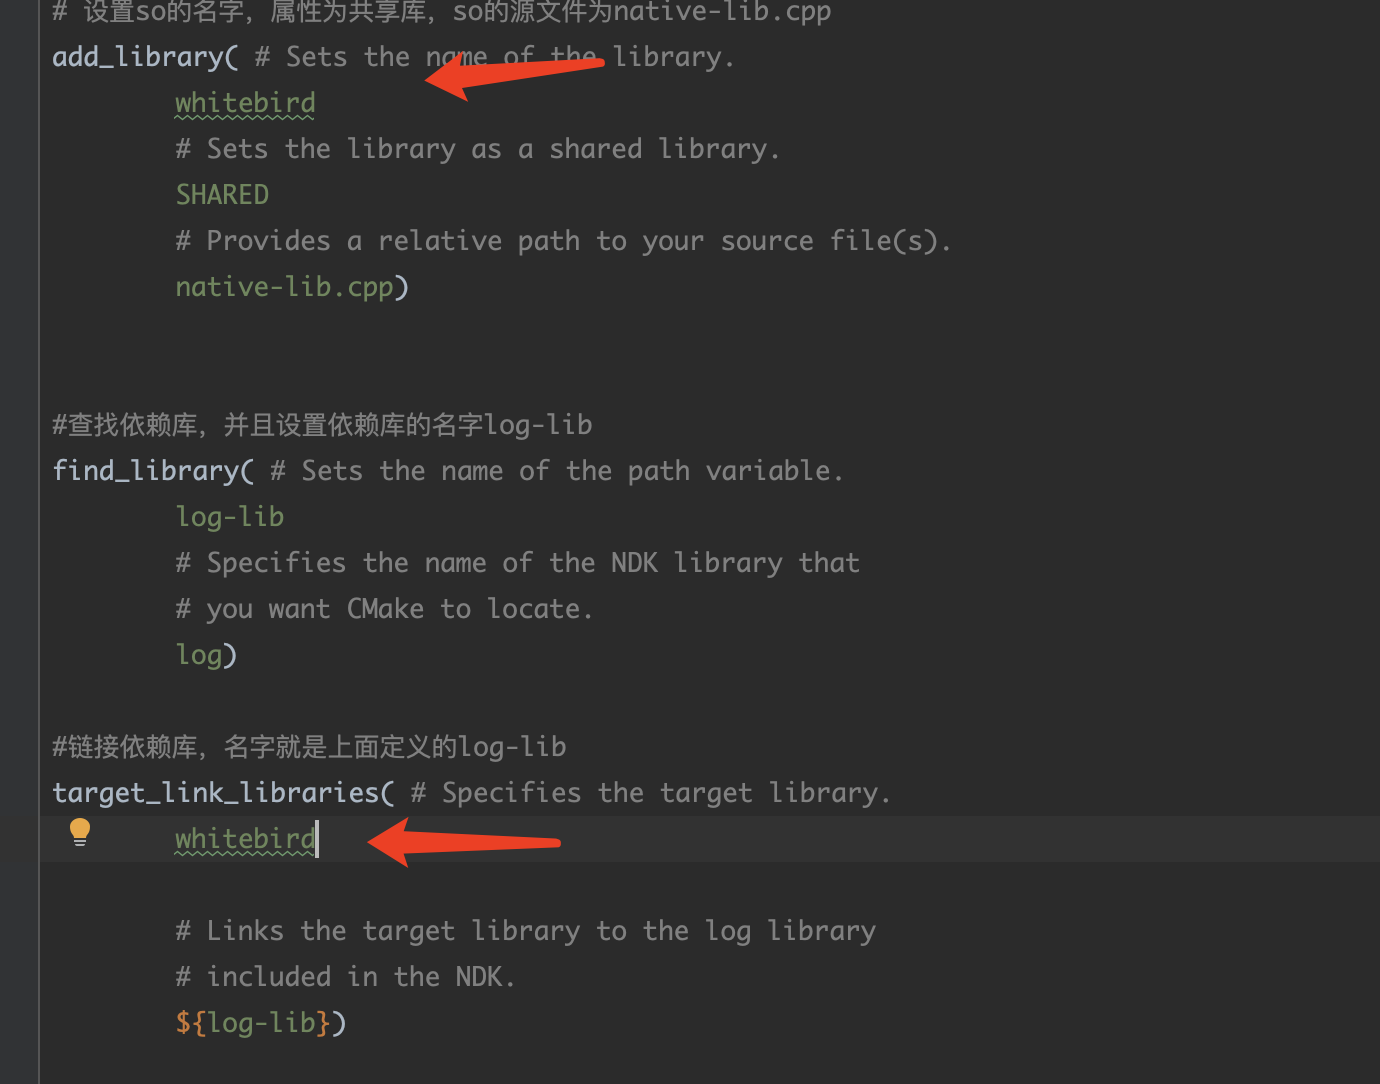 # 设置so的名字，属性为共享库，so的源文件为native-lib.cpp
add_library( # Sets the name of the library.
whitebird
# Sets the library as a shared library.
SHARED
# Provides a relative path to your source file(s).
native-lib.cpp)
#查找依赖库，并且设置依赖库的名字log-lib
find_library( # Sets the name of the path variable.
log-lib
# Specifies the name of the NDK library that
# you want CMake to locate.
log)
#链接依赖库，名字就是上面定义的log-lib
target_link_libraries( # Specifies the target library.
whitebird
# Links the target library to the log library
# included in the NDK.
${log-lib})